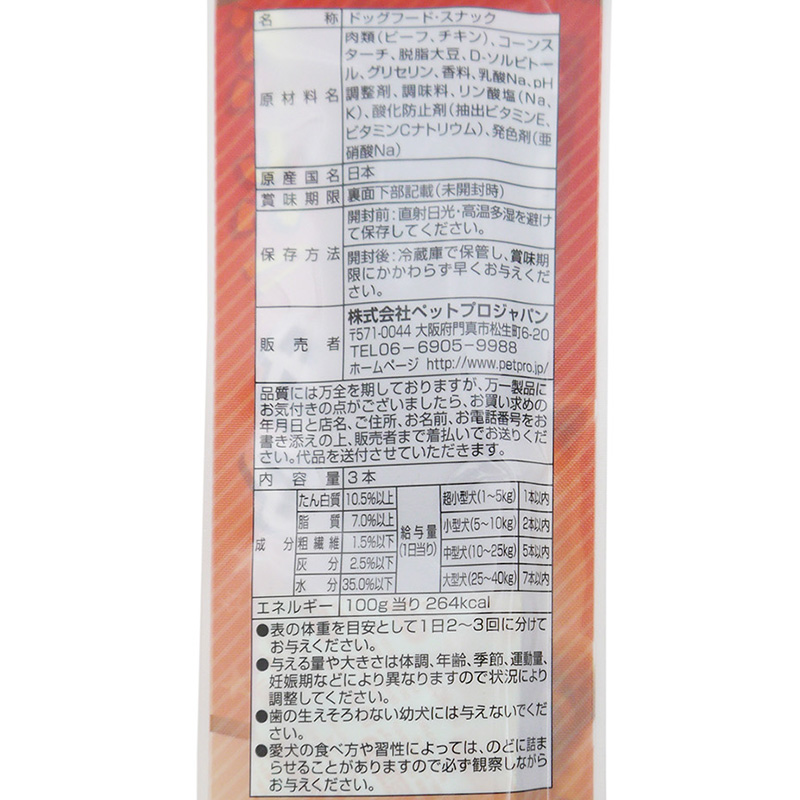 名称 ドッグフード・スナック
原材料名 肉類(ビーフ、チキン)、コーンス
ターチ、脱脂大豆、D-ソルビトー
ル、グリセリン、香料、乳酸Na、pH
調整剤、調味料、リン酸塩(Na、
K)、酸化防止剤(抽出ビタミンE、
ビタミンCナトリウム)、発色剤(亜
硝酸Na)
原産国名 日本
賞味期限 裏面下部記載(未開封時)
保存方法 開封前:直射日光・高温多湿を避け
て保存してください。
開封後:冷蔵庫で保管し、賞味期
限にかかわらず早くお与えくだ
さい。
販売者 株式会社ペットプロジャパン
〒571-0044 大阪府門真市松生町6-20
TEL06-6905-9988
ホームページ http://www.petpro.jp/
品質には万全を期しておりますが、万一製品に
お気付きの点がございましたら、お買い求めの
年月日と店名、ご住所、お名前、お電話番号をお
書き添えの上、販売者まで着払いでお送りくだ
さい。代品を送付させていただきます。
内容量 3本
成分 たん白質 10.5%以上
脂質 7.0%以上
粗繊維 1.5%以下
灰分 2.5%以下
水分 35.0%以下
給与量
(1日当り)
超小型犬(1~5kg) 1本以内
小型犬(5~10kg) 2本以内
中型犬(10~25kg) 5本以内
大型犬(25~40kg) 7本以内
エネルギー 100g当り264kcal
●表の体重を目安として1日2~3回に分けて
お与えください。
●与える量や大きさは体調、年齢、季節、運動量、
妊娠期などにより異なりますので状況により
調整してください。
●歯の生えそろわない幼犬には与えないでくだ
さい。
●愛犬の食べ方や習性によっては、のどに詰ま
らせることがありますので必ず観察しながら
お与えください。